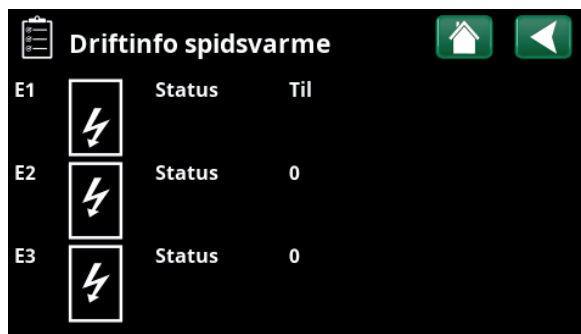 Driftinfo spidsvarme
E1 Status Til
E2 Status 0
E3 Status 0